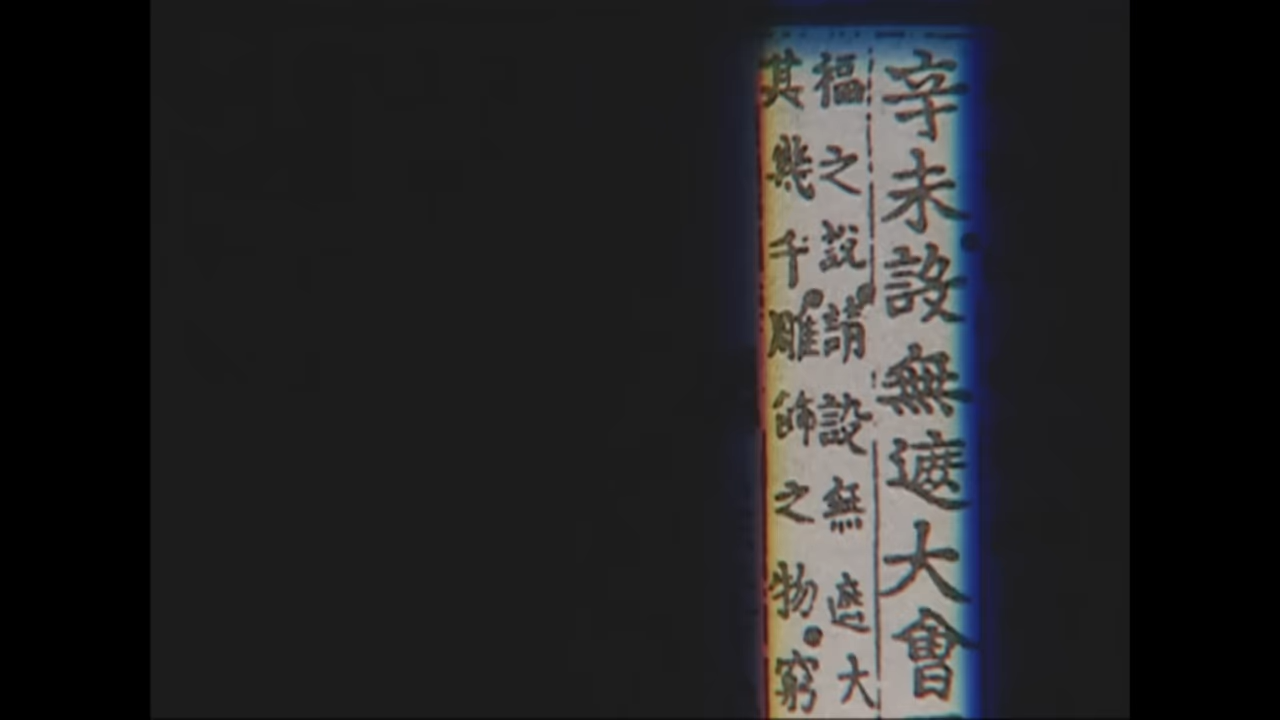 辛未設無遮大會
福之說請設無遮大
其幾千雕飾之物窮